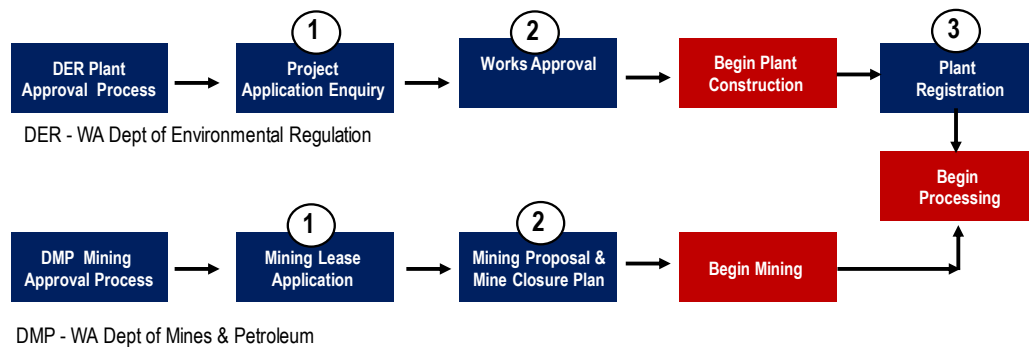 1
2
3
DER Plant
Approval Process
Project
Application Enquiry
Works Approval
Begin Plant
Construction
Plant
Registration
DER - WA Dept of Environmental Regulation
Begin
Processing
1
2
DMP Mining
Approval Process
Mining Lease
Application
Mining Proposal &
Mine Closure Plan
Begin Mining
DMP - WA Dept of Mines & Petroleum